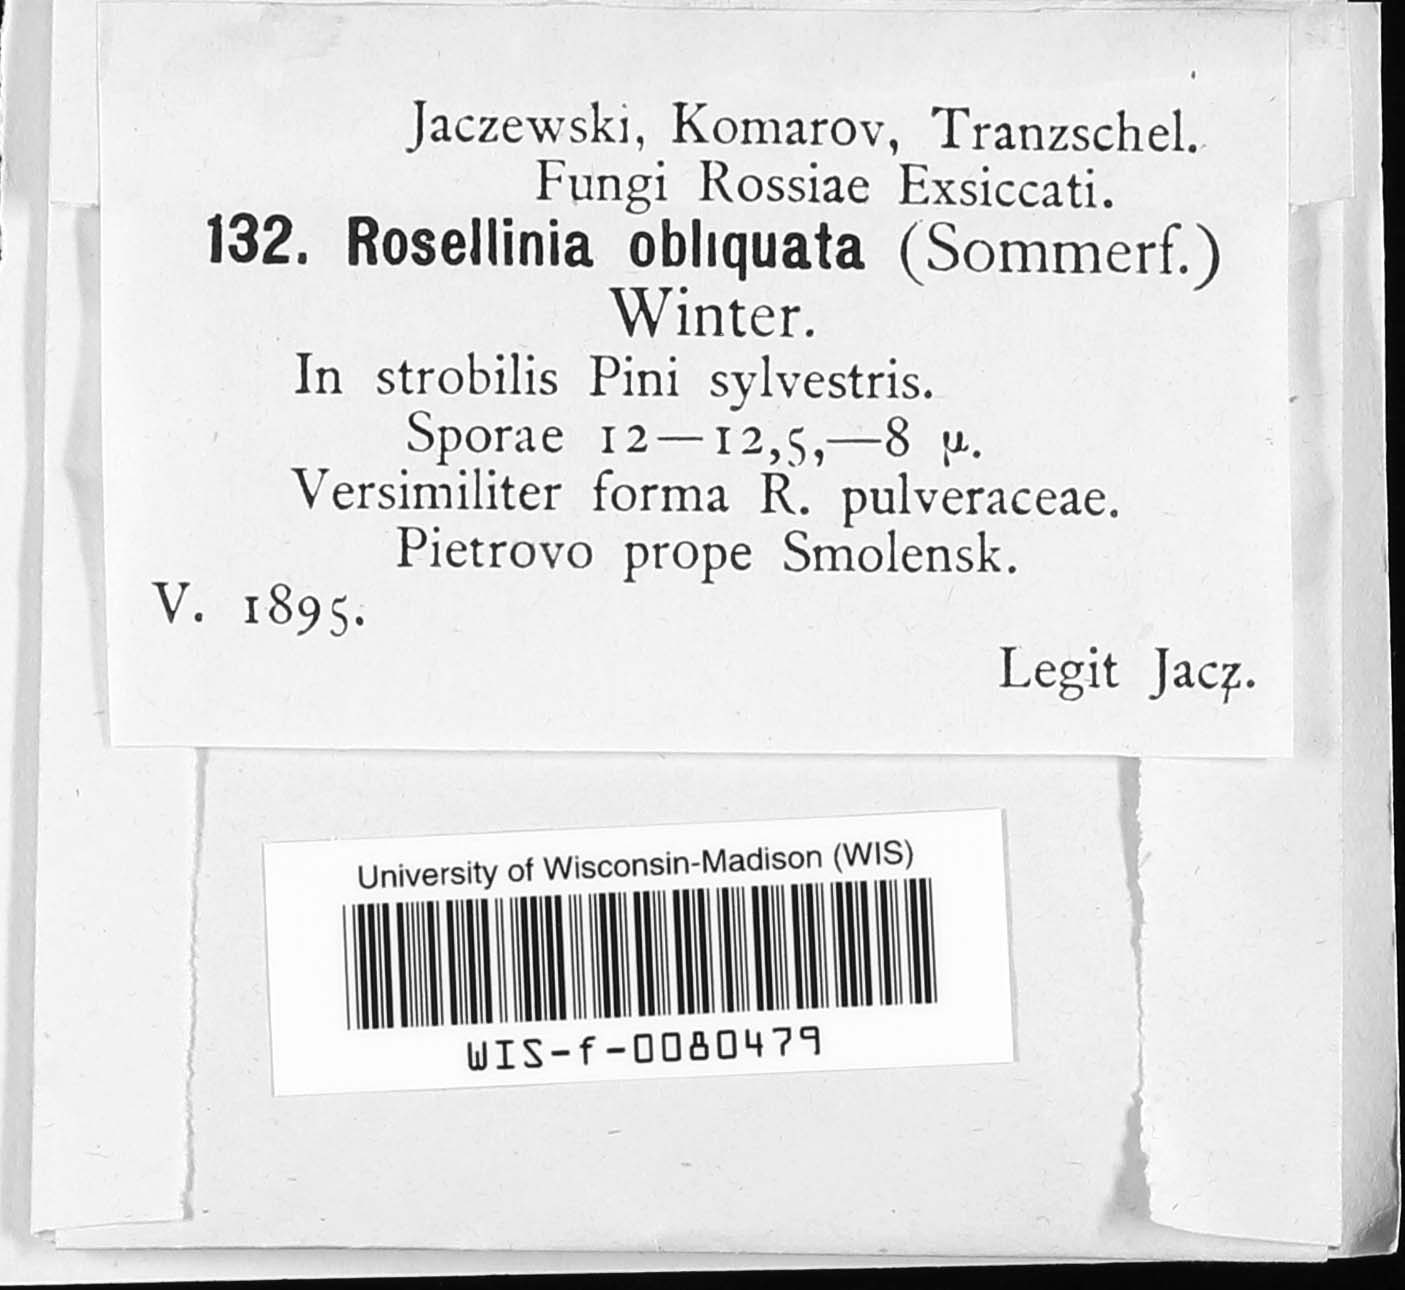 Jaczewski, Komarov, Tranzschel.
Fungi Rossiae Exsiccati.
132. Rosellinia obliquata (Sommerf.)
Winter.
In strobilis Pini sylvestris.
Sporae 12—12,5,—8 μ.
Versimiliter forma R. pulveraceae.
Pietrovo prope Smolensk.
V. 1895.
Legit Jacz.
University of Wisconsin-Madison (WIS)
WIS-f-0080479